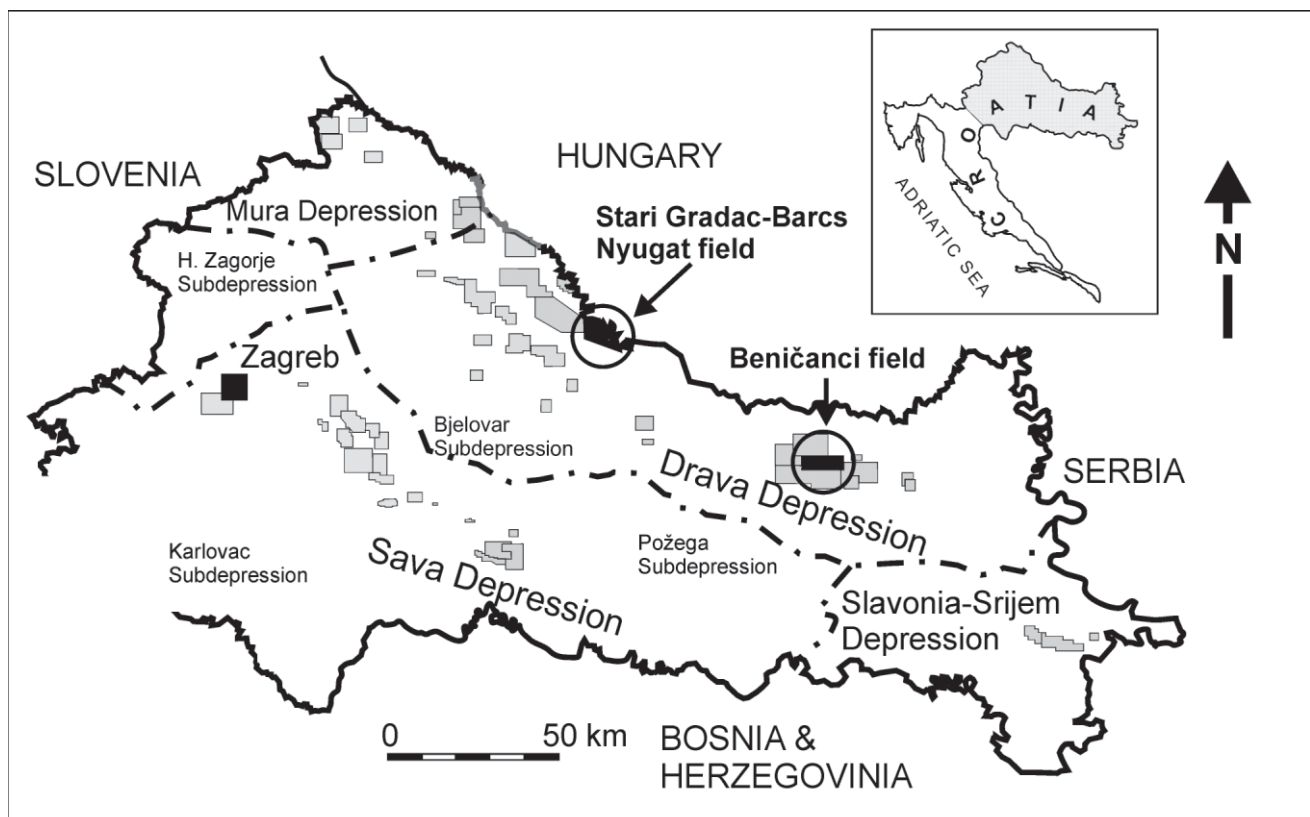 SLOVENIA
HUNGARY
Mura Depression
Stari Gradac-Barcs
Nyugat field
H. Zagorje
Subdepression
Zagreb
Beničanci field
Bjelovar
Subdepression
Drava Depression
SERBIA
Karlovac
Subdepression
Sava Depression
Požega
Subdepression
Slavonia-Srijem
Depression
0 50 km
BOSNIA &
HERZEGOVINIA
CROATIA
ADRIATIC SEA
N